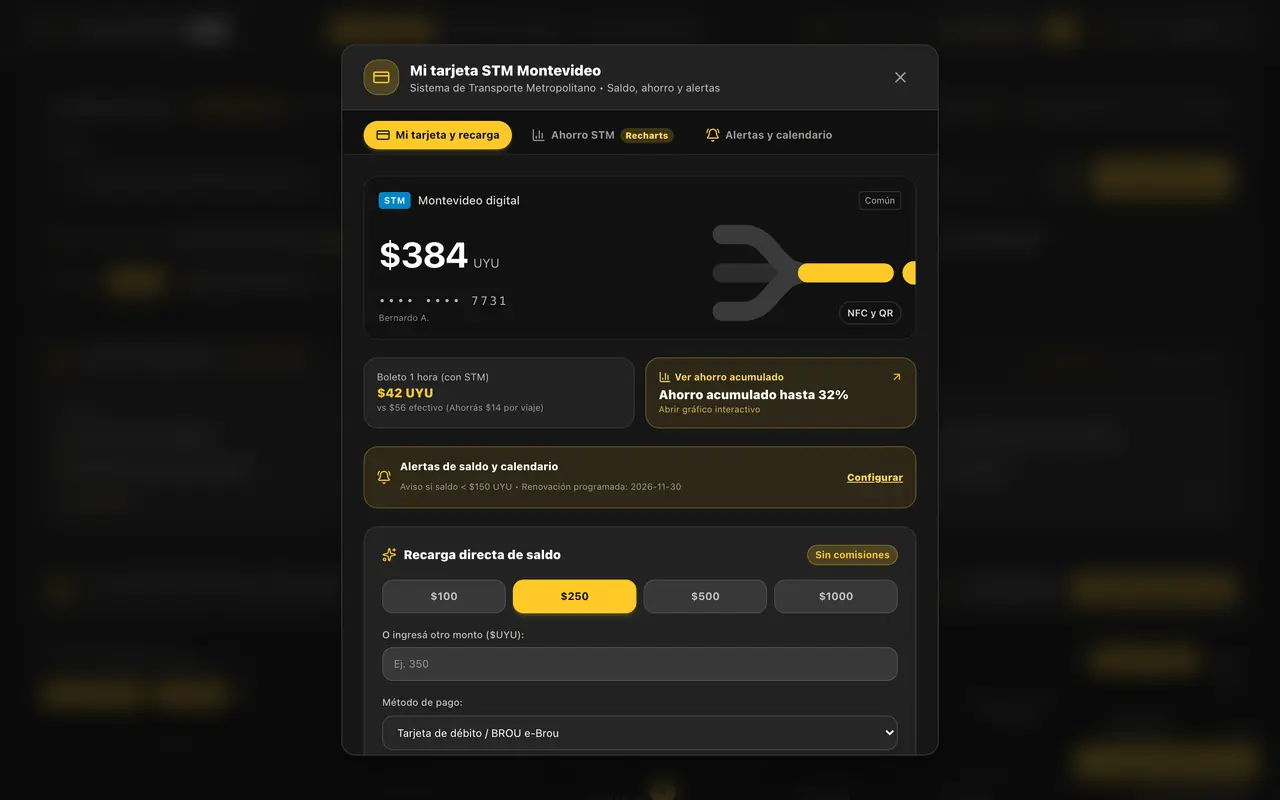 Mi tarjeta STM Montevideo
Sistema de Transporte Metropolitano • Saldo, ahorro y alertas
Mi tarjeta y recarga
Ahorro STM Recharts
Alertas y calendario
STM Montevideo digital
Común
$384 UYU
•••• •••• 7731
Bernardo A.
NFC y QR
Boleto 1 hora (con STM)
$42 UYU
vs $56 efectivo (Ahorrás $14 por viaje)
Ver ahorro acumulado
Ahorro acumulado hasta 32%
Abrir gráfico interactivo
Alertas de saldo y calendario
Aviso si saldo < $150 UYU • Renovación programada: 2026-11-30
Configurar
Recarga directa de saldo
Sin comisiones
$100
$250
$500
$1000
O ingresá otro monto ($UYU):
Ej. 350
Método de pago:
Tarjeta de débito / BROU e-Brou